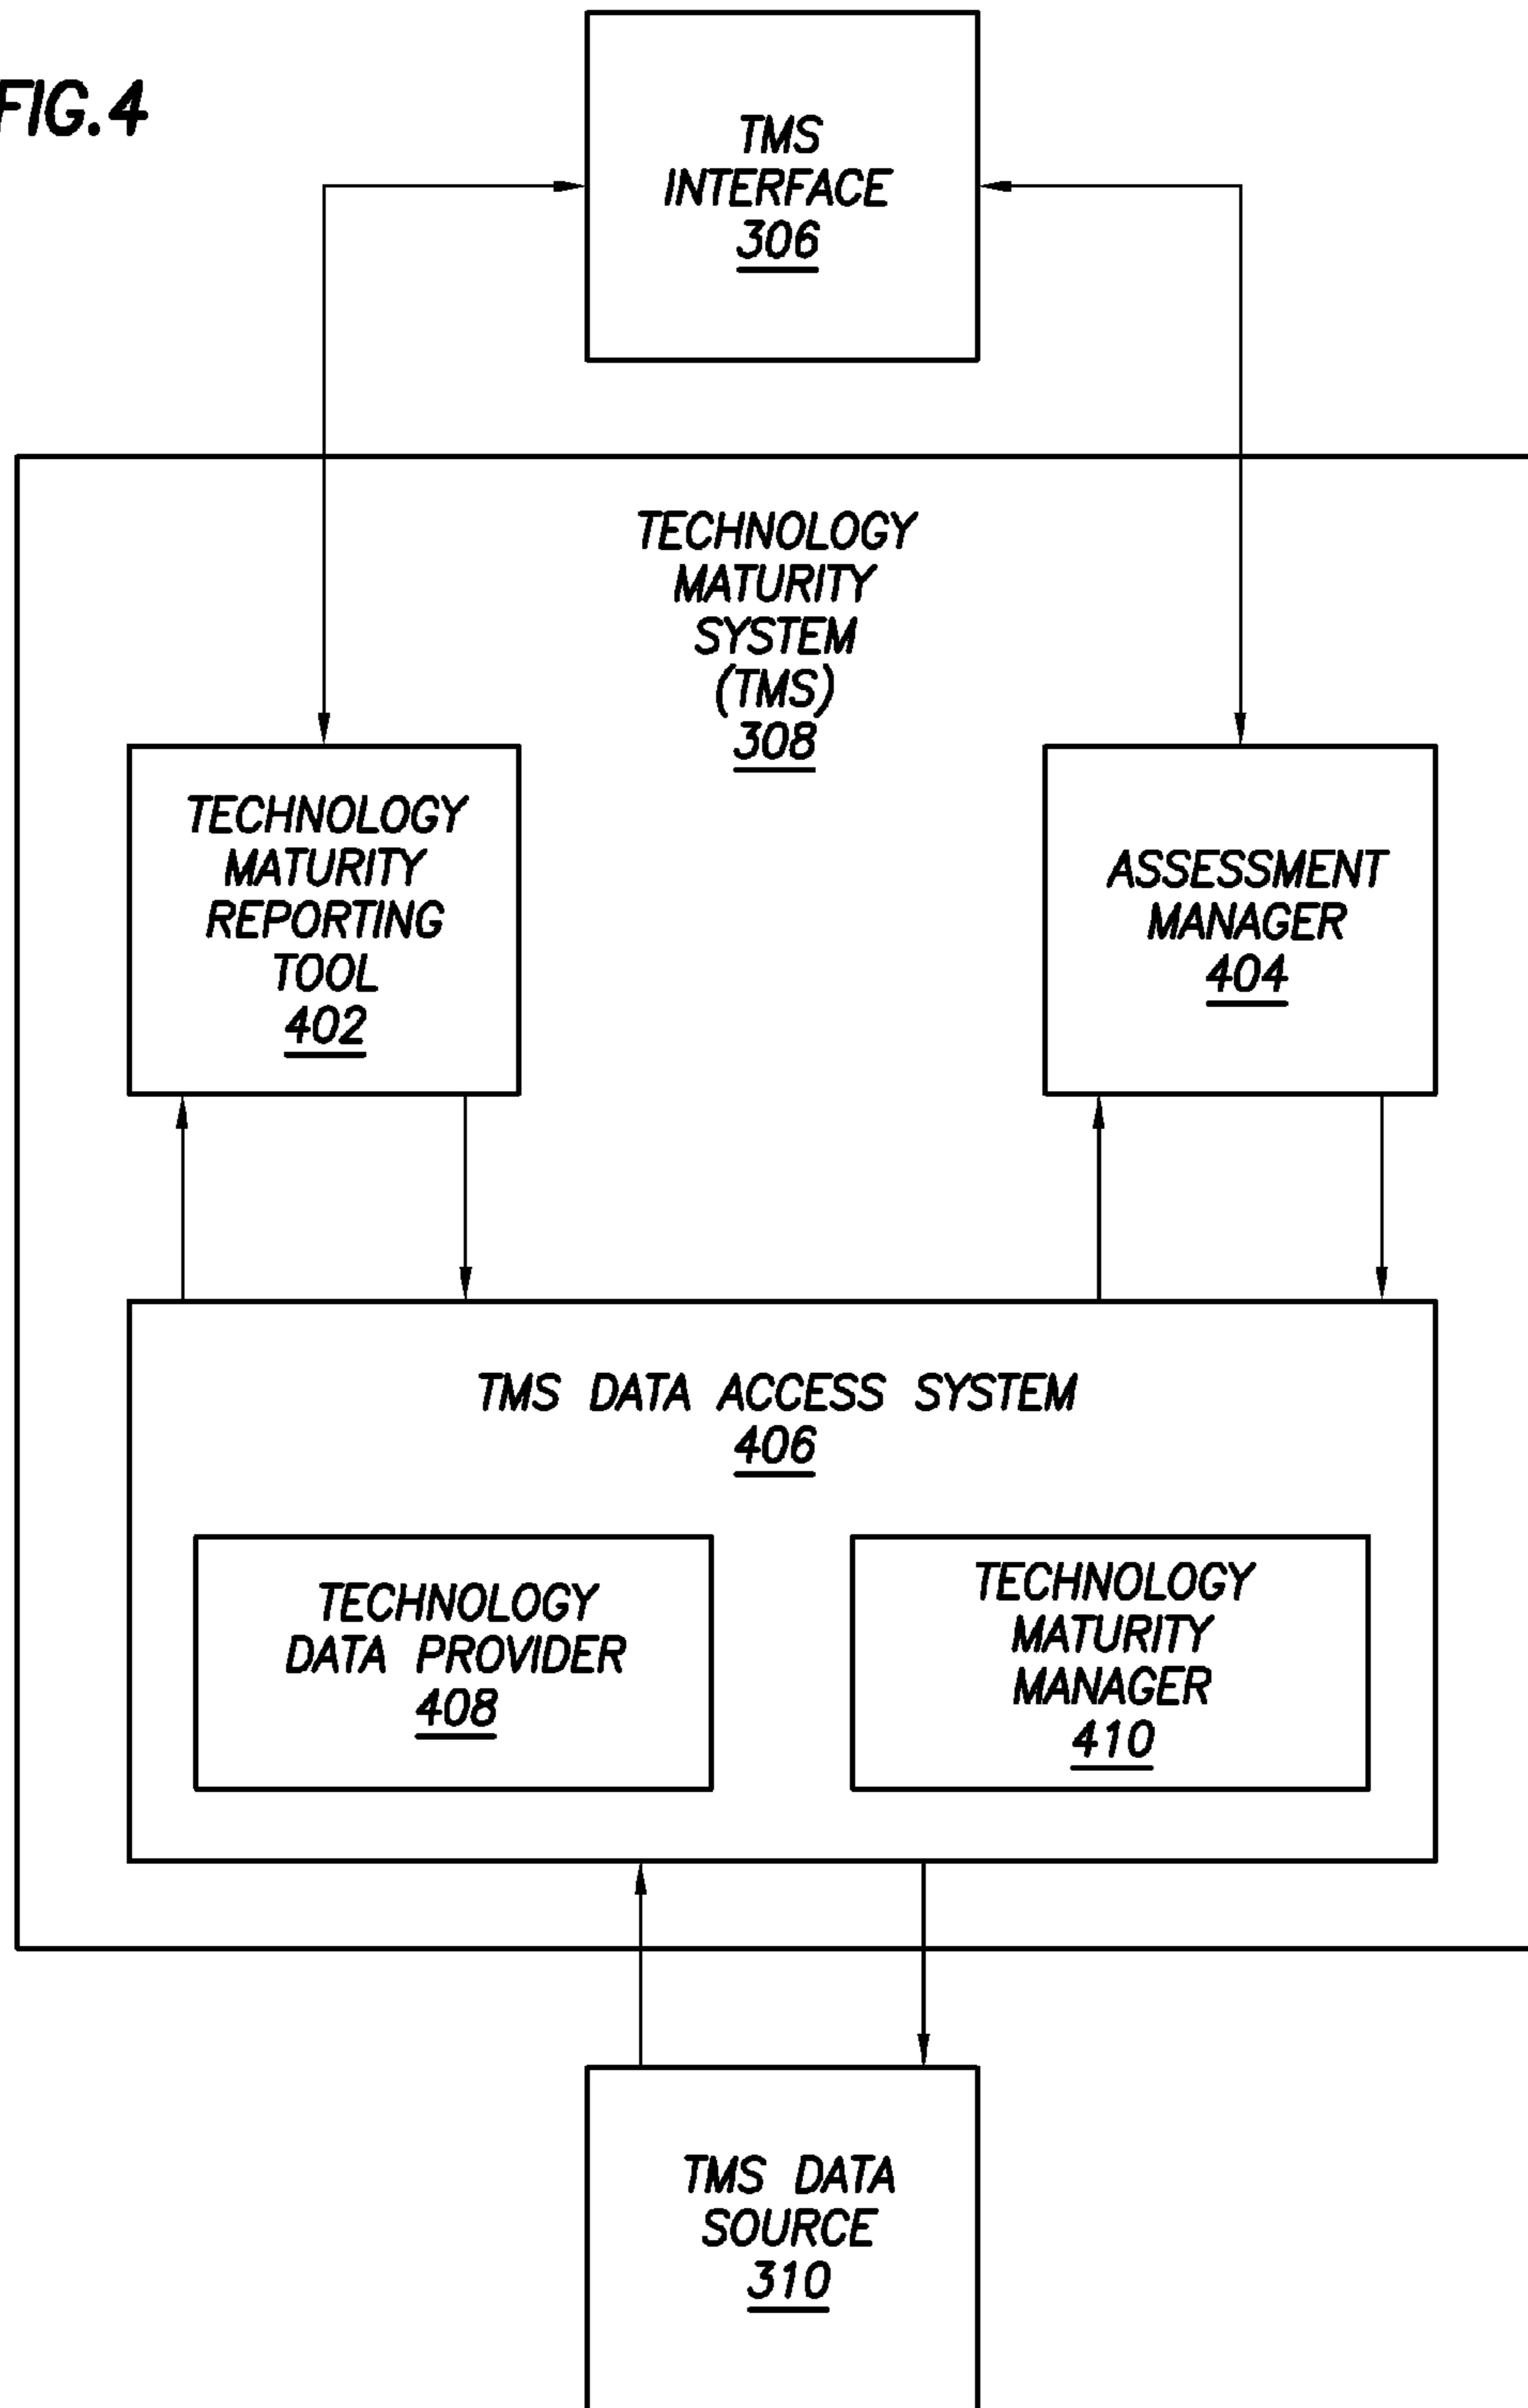 FIG.4
TMS
INTERFACE
306
TECHNOLOGY
MATURITY
SYSTEM
(TMS)
308
TECHNOLOGY
MATURITY
REPORTING
TOOL
402
ASSESSMENT
MANAGER
404
TMS DATA ACCESS SYSTEM
406
TECHNOLOGY
DATA PROVIDER
408
TECHNOLOGY
MATURITY
MANAGER
410
TMS DATA
SOURCE
310